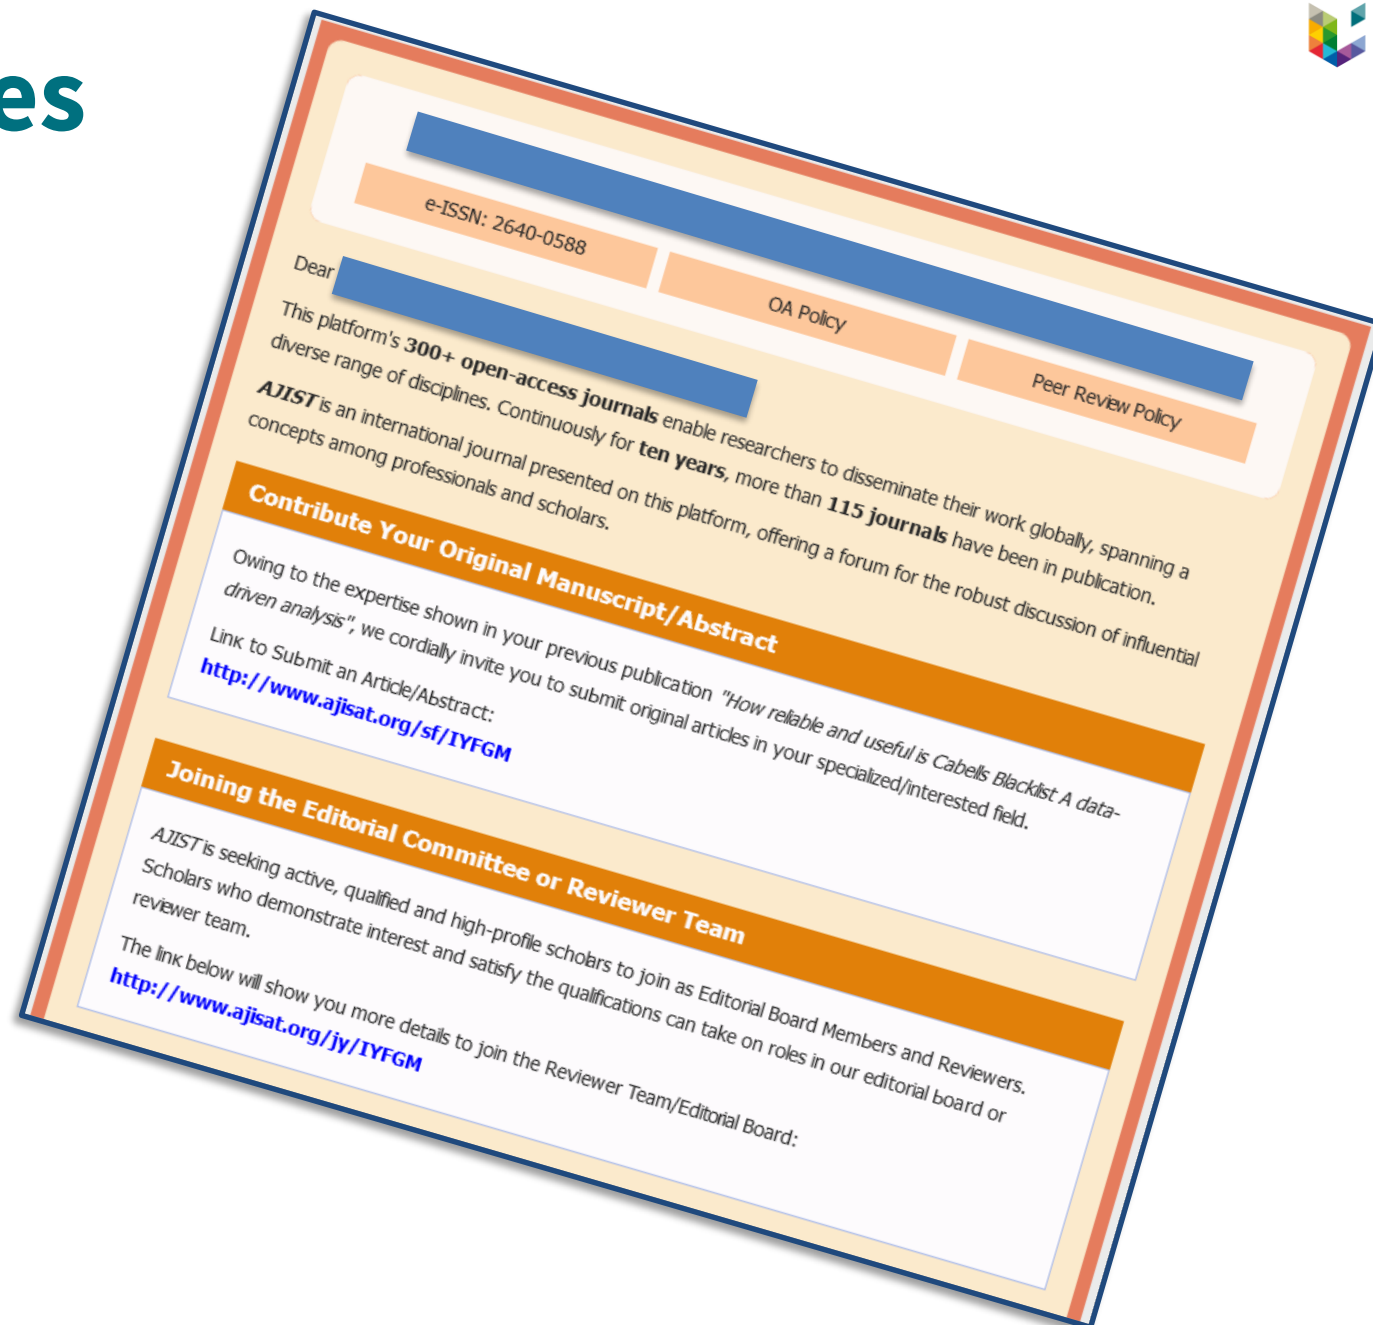 es
e-ISSN: 2640-0588
OA Policy
Peer Review Policy
Dear
This platform's 300+ open-access journals enable researchers to disseminate their work globally, spanning a
diverse range of disciplines. Continuously for ten years, more than 115 journals have been in publication.
AJIST is an international journal presented on this platform, offering a forum for the robust discussion of influential
concepts among professionals and scholars.
Contribute Your Original Manuscript/Abstract
Owing to the expertise shown in your previous publication "How reliable and useful is Cabells Blacklist A data-
driven analysis", we cordially invite you to submit original articles in your specialized/interested field.
Link to Submit an Article/Abstract:
http://www.ajisat.org/sf/IYFGM
Joining the Editorial Committee or Reviewer Team
AJIST is seeking active, qualified and high-profile scholars to join as Editorial Board Members and Reviewers.
Scholars who demonstrate interest and satisfy the qualifications can take on roles in our editorial board or
reviewer team.
The link below will show you more details to join the Reviewer Team/Editorial Board:
http://www.ajisat.org/jy/IYFGM